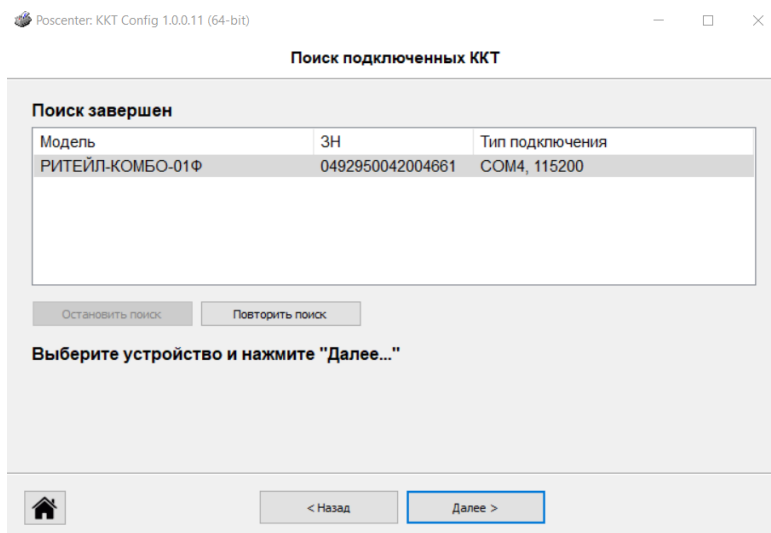 Poscenter: KKT Config 1.0.0.11 (64-bit)
Поиск подключенных ККТ
Поиск завершен
Модель ЗН Тип подключения
РИТЕЙЛ-КОМБО-01Ф 0492950042004661 COM4, 115200
Остановить поиск Повторить поиск
Выберите устройство и нажмите "Далее..."
< Назад Далее >